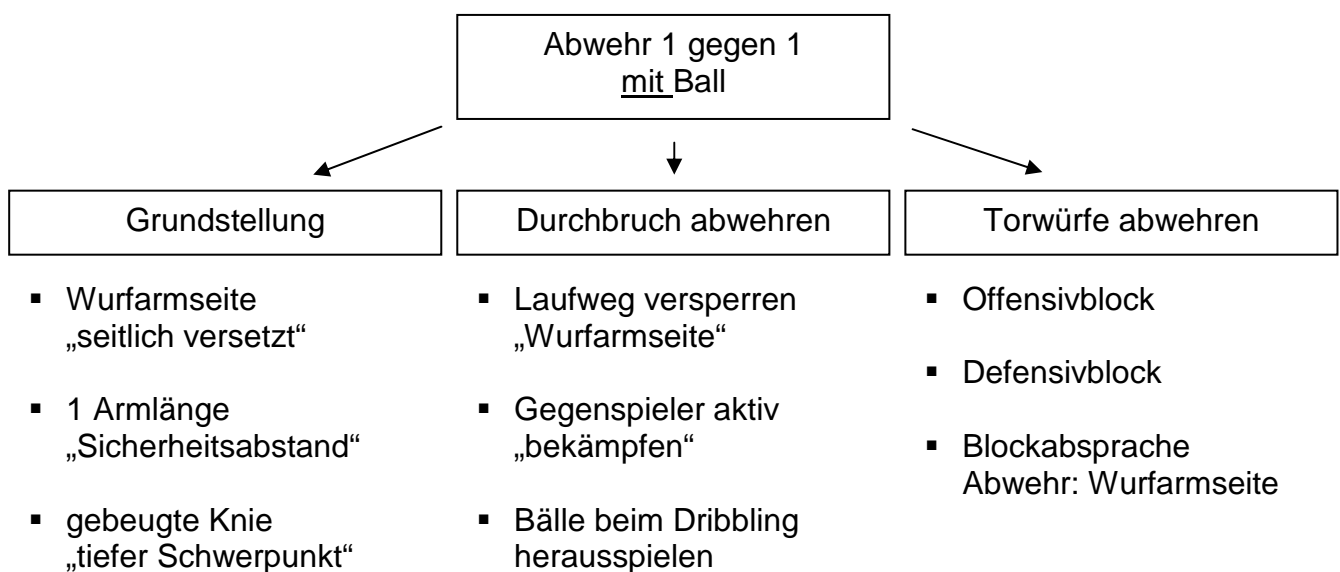 Abwehr 1 gegen 1
mit Ball
Grundstellung
Durchbruch abwehren
Torwürfe abwehren
▪ Wurfarmseite
„seitlich versetzt“
▪ 1 Armlänge
„Sicherheitsabstand“
▪ gebeugte Knie
„tiefer Schwerpunkt“
▪ Laufweg versperren
„Wurfarmseite“
▪ Gegenspieler aktiv
„bekämpfen“
▪ Bälle beim Dribbling
herausspielen
▪ Offensivblock
▪ Defensivblock
▪ Blockabsprache
Abwehr: Wurfarmseite